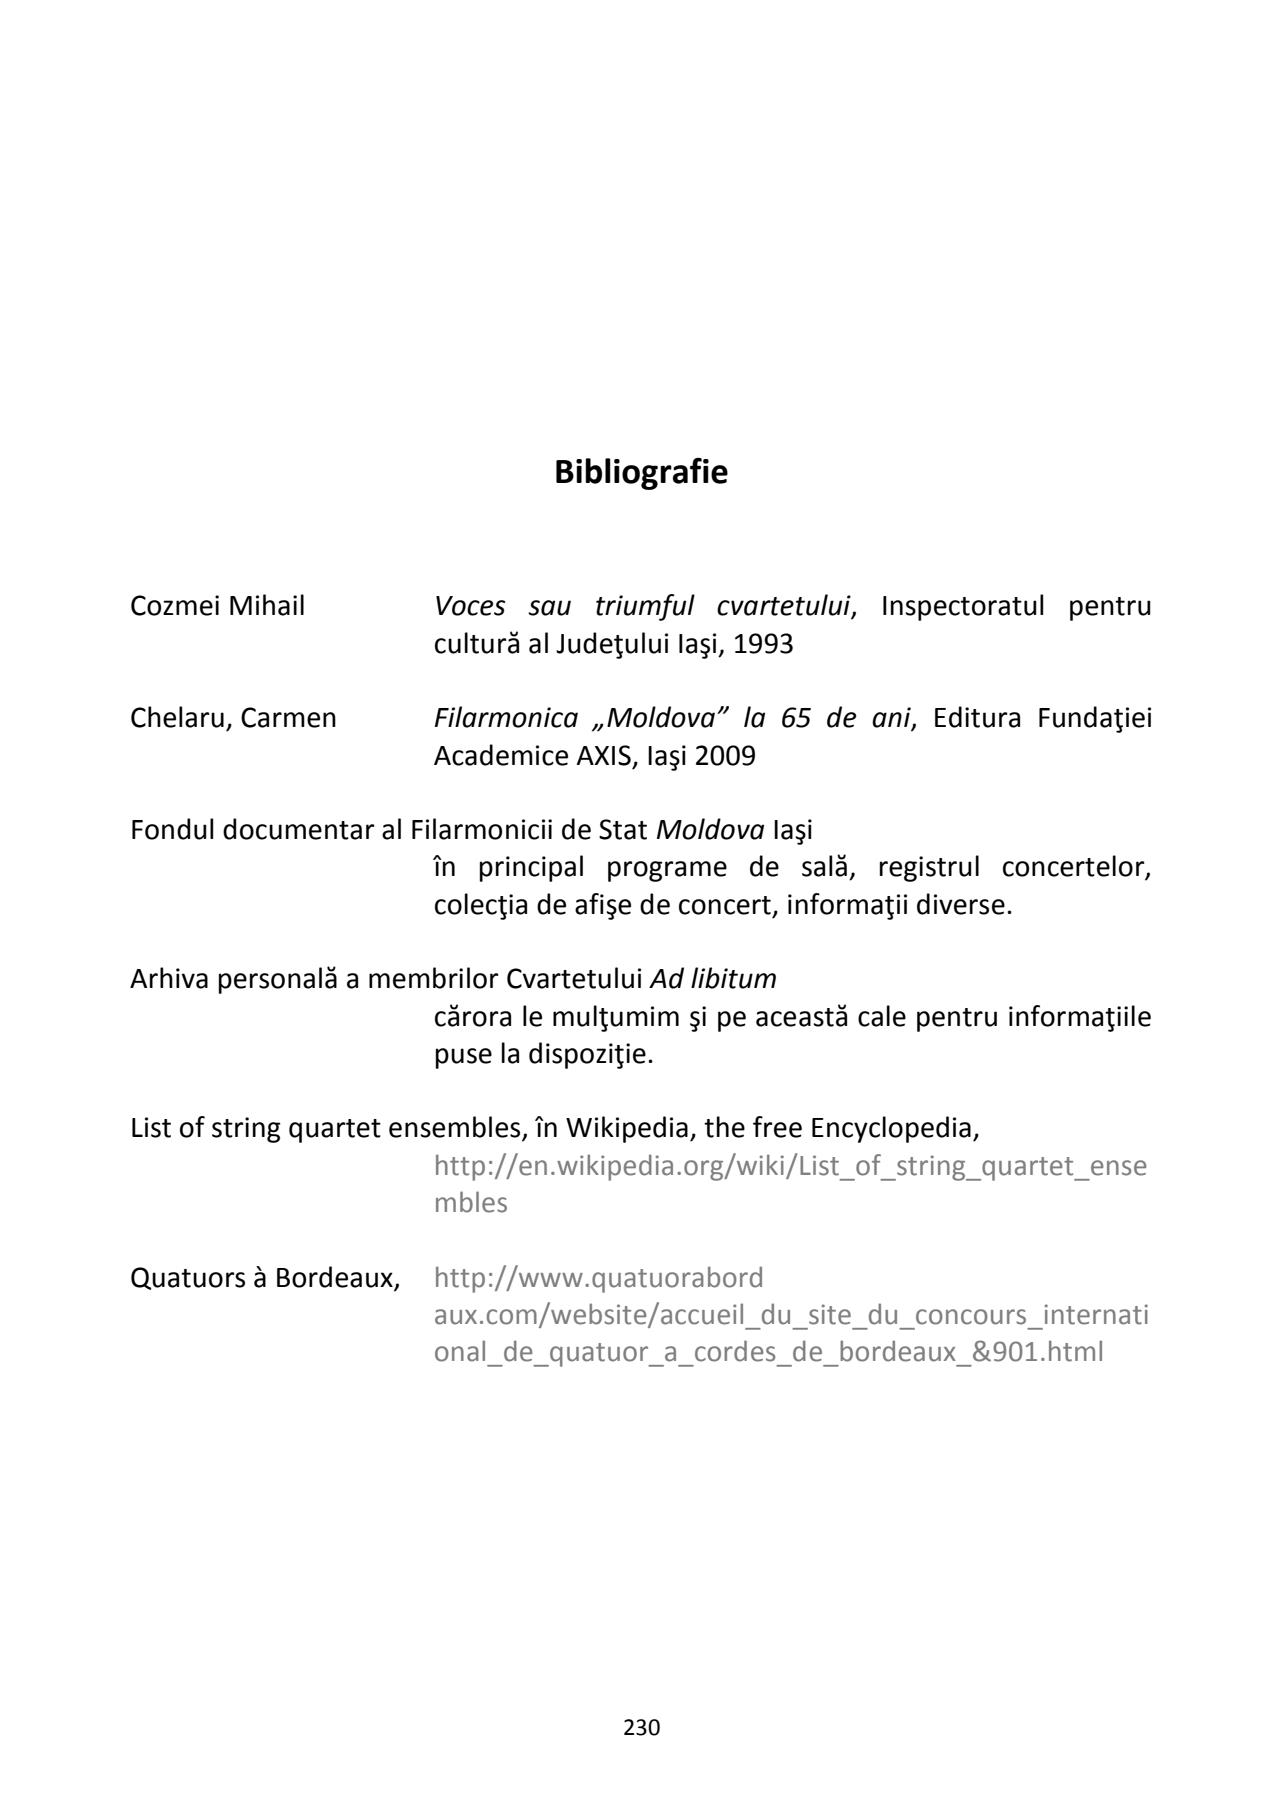 Bibliografie
Cozmei Mihail Voces sau triumful cvartetului, Inspectoratul pentru
cultură al Judeţului Iaşi, 1993
Chelaru, Carmen Filarmonica „Moldova” la 65 de ani, Editura Fundaţiei
Academice AXIS, Iaşi 2009
Fondul documentar al Filarmonicii de Stat Moldova Iaşi
în principal programe de sală, registrul concertelor,
colecţia de afişe de concert, informaţii diverse.
Arhiva personală a membrilor Cvartetului Ad libitum
cărora le mulţumim şi pe această cale pentru informaţiile
puse la dispoziţie.
List of string quartet ensembles, în Wikipedia, the free Encyclopedia,
http://en.wikipedia.org/wiki/List_of_string_quartet_ense
mbles
Quatuors à Bordeaux, http://www.quatuorabord
aux.com/website/accueil_du_site_du_concours_internati
onal_de_quatuor_a_cordes_de_bordeaux_&901.html
230